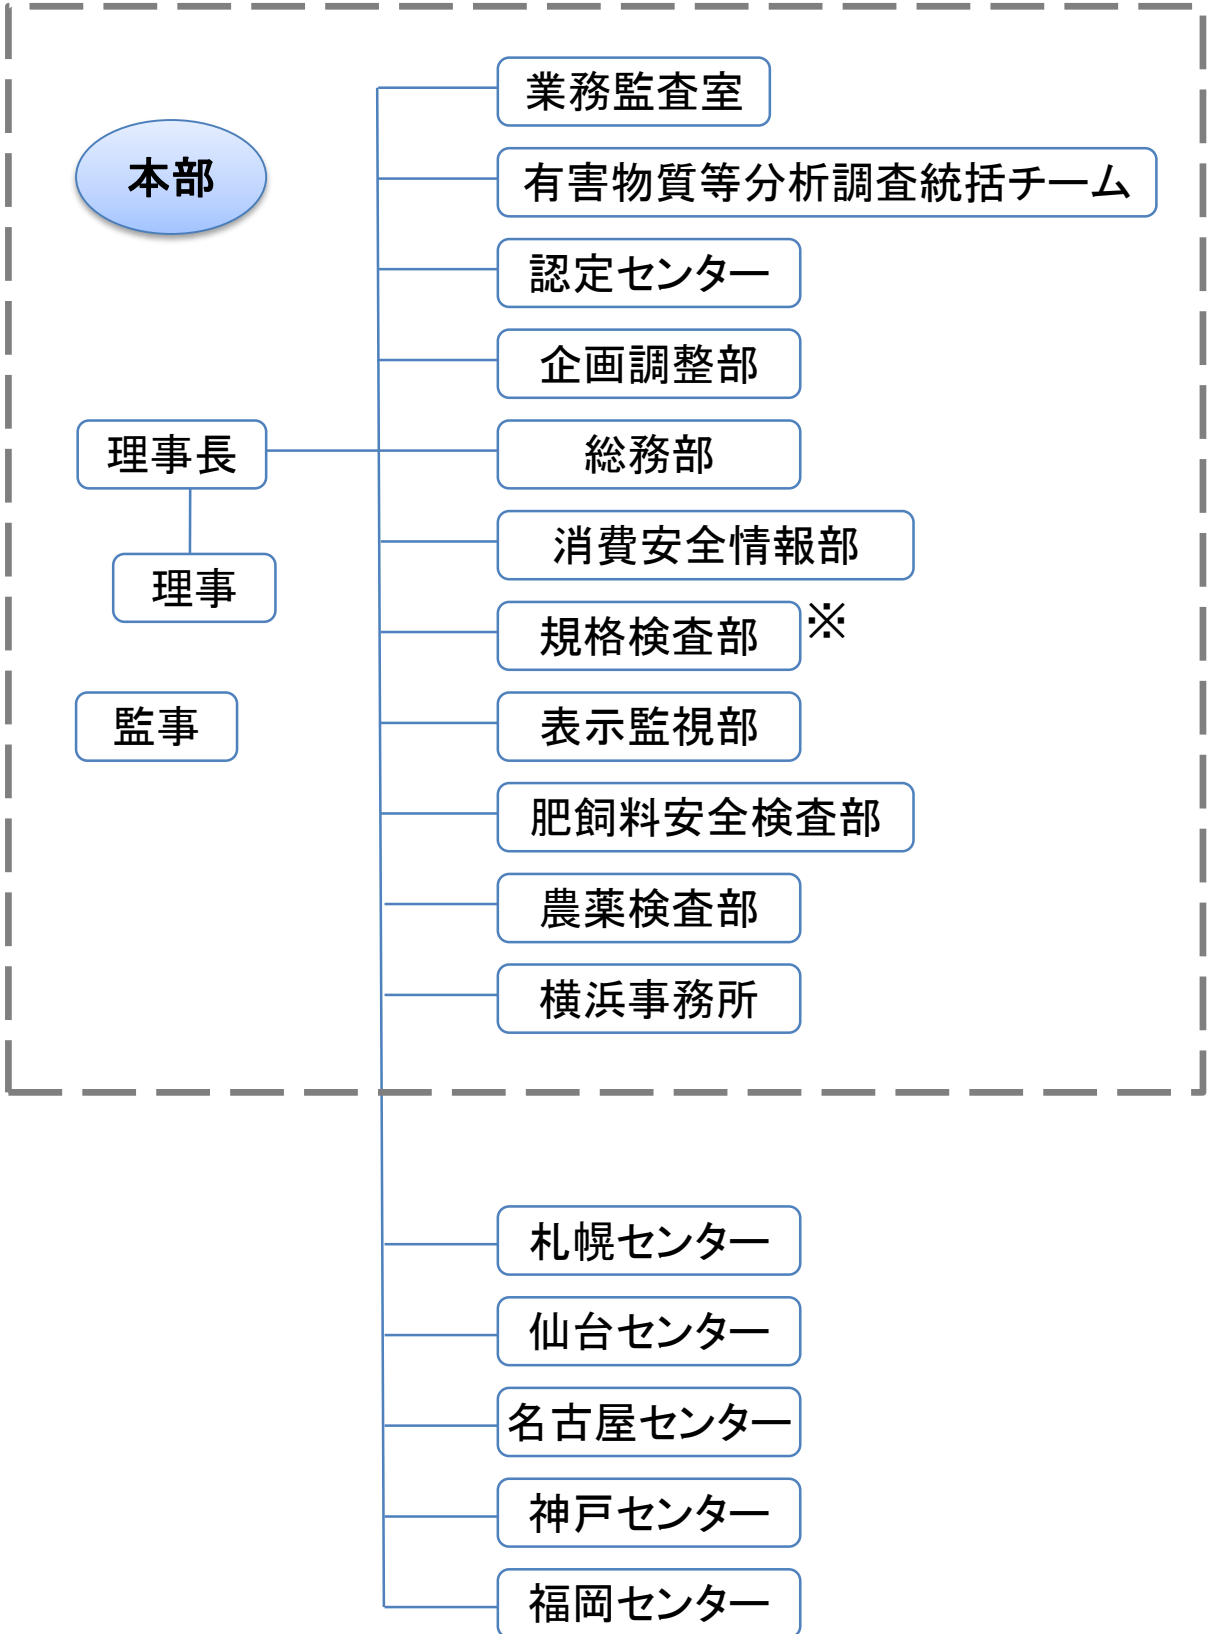 本部
理事長
理事
監事
業務監査室
有害物質等分析調査統括チーム
認定センター
企画調整部
総務部
消費安全情報部
規格検査部※
表示監視部
肥飼料安全検査部
農薬検査部
横浜事務所
札幌センター
仙台センター
名古屋センター
神戸センター
福岡センター